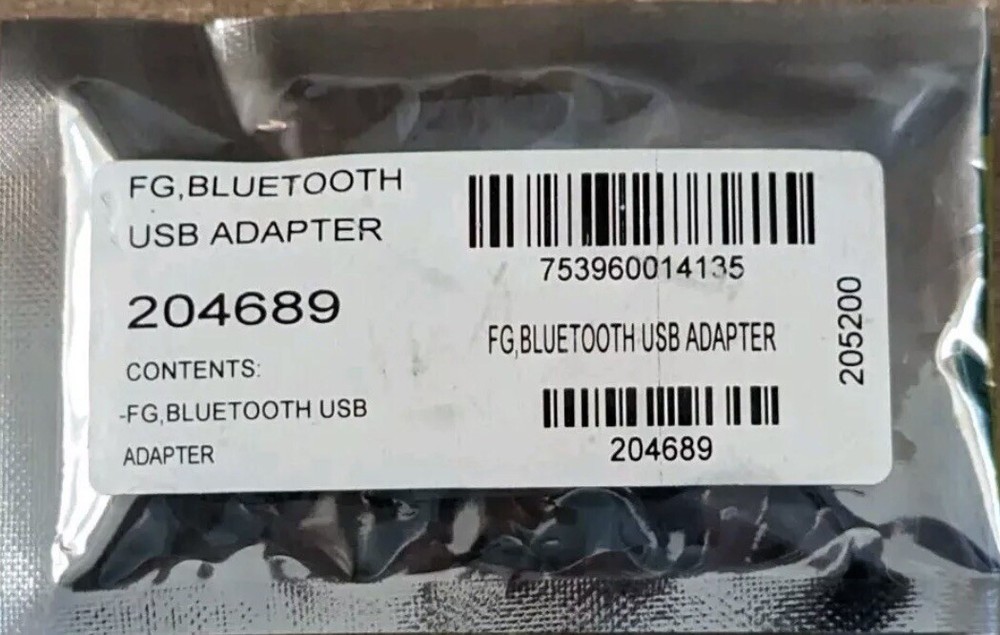 FG,BLUETOOTH
USB ADAPTER
204689
CONTENTS:
-FG,BLUETOOTH USB
ADAPTER
753960014135
FG,BLUETOOTH USB ADAPTER
204689
205200